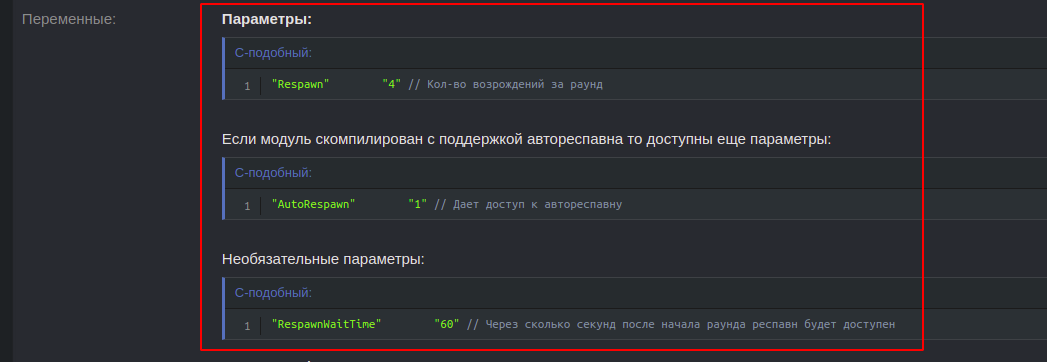 Переменные:
Параметры:
C-подобный:
1 "Respawn" "4" // Кол-во возрождений за раунд
Если модуль скомпилирован с поддержкой автореспавна то доступны еще параметры:
C-подобный:
1 "AutoRespawn" "1" // Дает доступ к автореспавну
Необязательные параметры:
C-подобный:
1 "RespawnWaitTime" "60" // Через сколько секунд после начала раунда респавн будет доступен